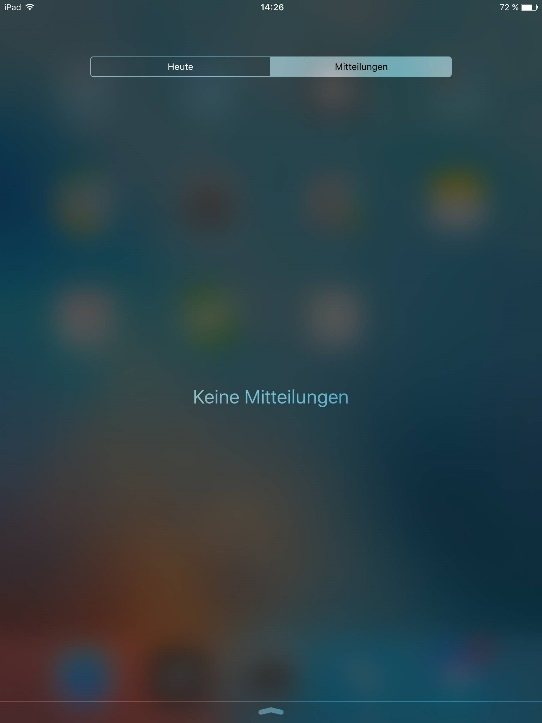 iPad 14:26 72 %
Heute Mitteilungen
Keine Mitteilungen